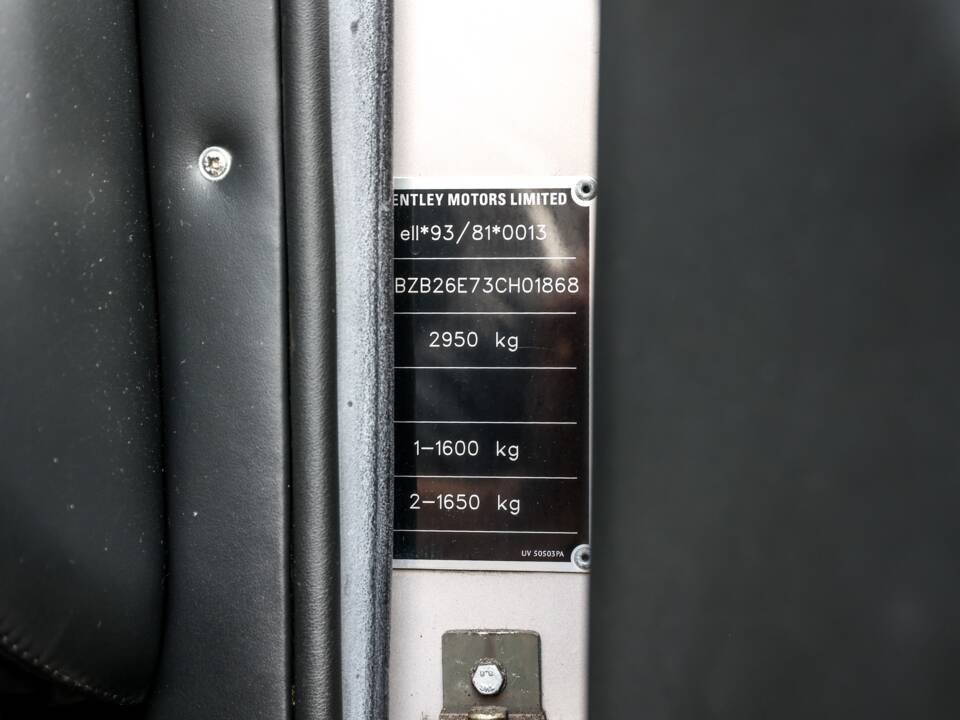 ENTLEY MOTORS LIMITED
e11*93/81*0013
BZB26E73CH01868
2950 kg
1-1600 kg
2-1650 kg
UV 50503PA